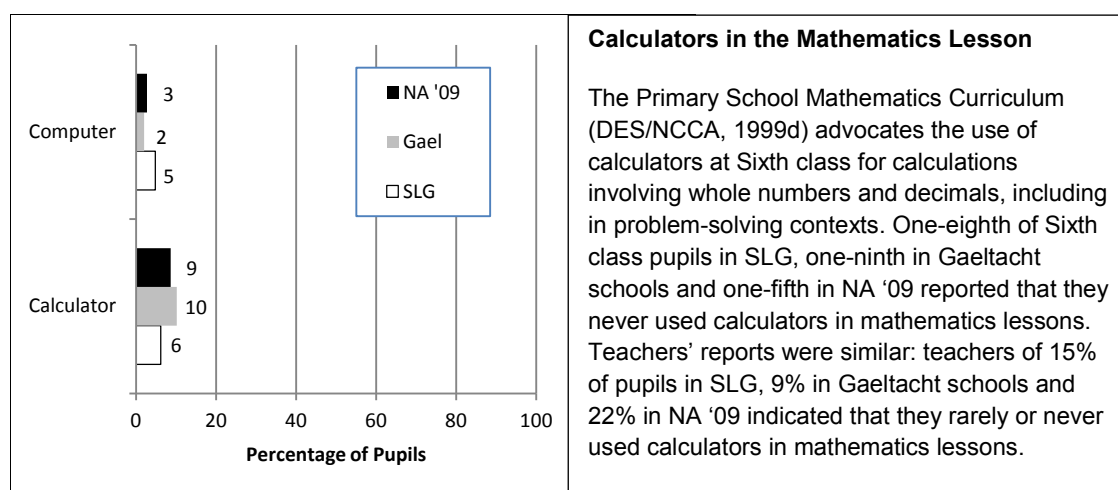 NA '09
Gael
SLG
Computer
3
2
5
Calculator
9
10
6
0 20 40 60 80 100
Percentage of Pupils
Calculators in the Mathematics Lesson
The Primary School Mathematics Curriculum
(DES/NCCA, 1999d) advocates the use of
calculators at Sixth class for calculations
involving whole numbers and decimals, including
in problem-solving contexts. One-eighth of Sixth
class pupils in SLG, one-ninth in Gaeltacht
schools and one-fifth in NA ‘09 reported that they
never used calculators in mathematics lessons.
Teachers’ reports were similar: teachers of 15%
of pupils in SLG, 9% in Gaeltacht schools and
22% in NA ‘09 indicated that they rarely or never
used calculators in mathematics lessons.